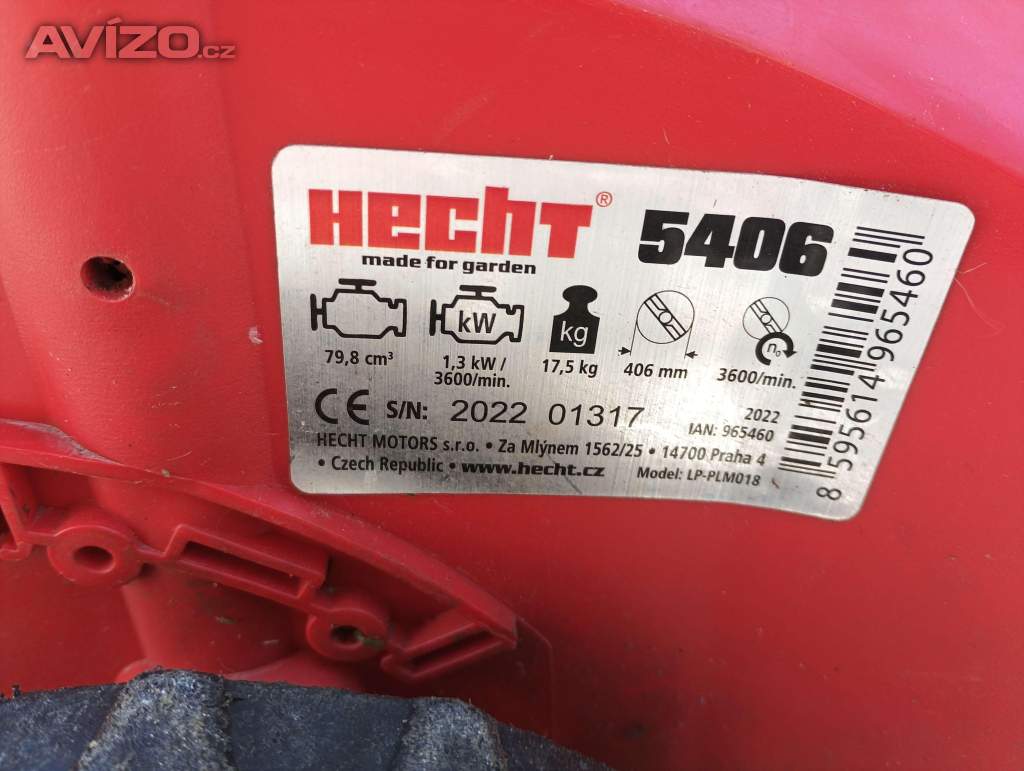 AVÍZO.cz
HECHT® 5406
made for garden
kW
kg
n₀
79,8 cm³
1,3 kW /
3600/min.
17,5 kg
406 mm
3600/min.
CE S/N: 2022 01317
2022
IAN: 965460
HECHT MOTORS s.r.o. • Za Mlýnem 1562/25 • 14700 Praha 4
• Czech Republic • www.hecht.cz
Model: LP-PLM018
8 595614 965460